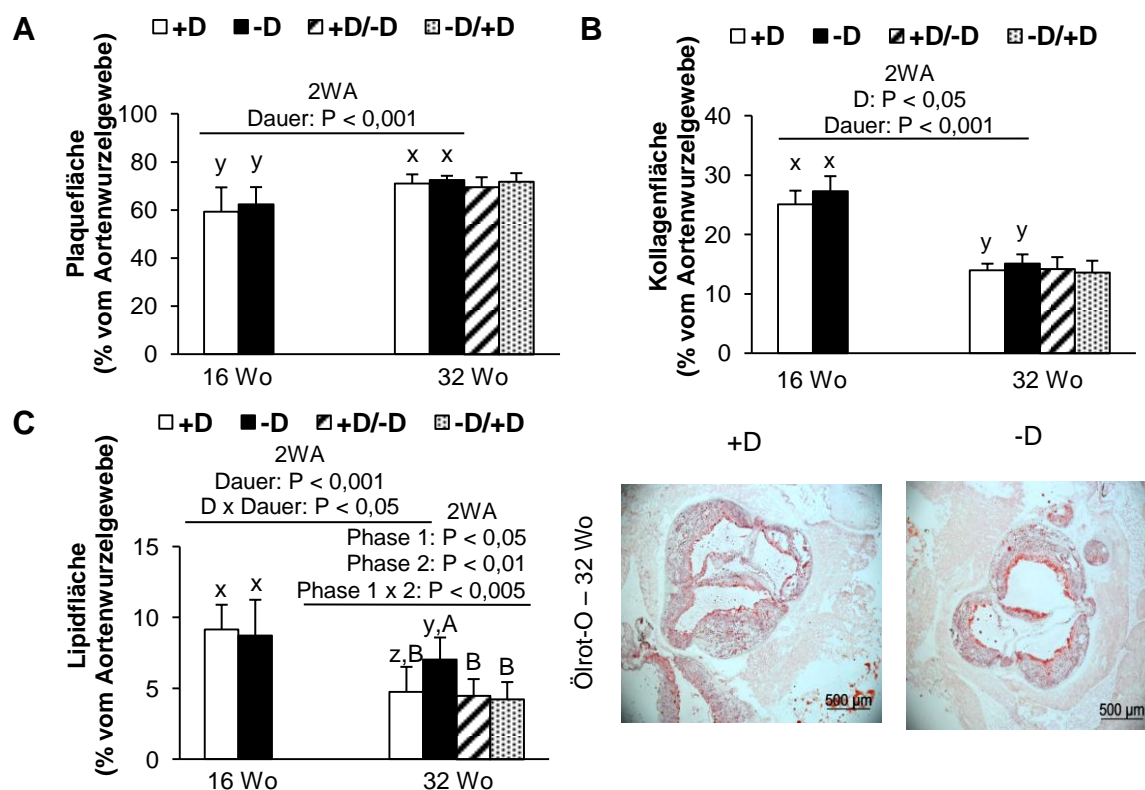 A
+D -D +D/-D -D/+D
2WA
Dauer: P < 0,001
Plaquefläche
(% vom Aortenwurzelgewebe)
100
80
60
40
20
0
y y
x x
16 Wo
32 Wo
B
+D -D +D/-D -D/+D
2WA
D: P < 0,05
Dauer: P < 0,001
Kollagenfläche
(% vom Aortenwurzelgewebe)
40
30
20
10
0
x x
y y
16 Wo
32 Wo
C
+D -D +D/-D -D/+D
2WA
Dauer: P < 0,001
D x Dauer: P < 0,05
2WA
Phase 1: P < 0,05
Phase 2: P < 0,01
Phase 1 x 2: P < 0,005
Lipidfläche
(% vom Aortenwurzelgewebe)
15
10
5
0
x x
z,B y,A B B
16 Wo
32 Wo
+D
-D
Ölrot-O – 32 Wo
500 µm
500 µm